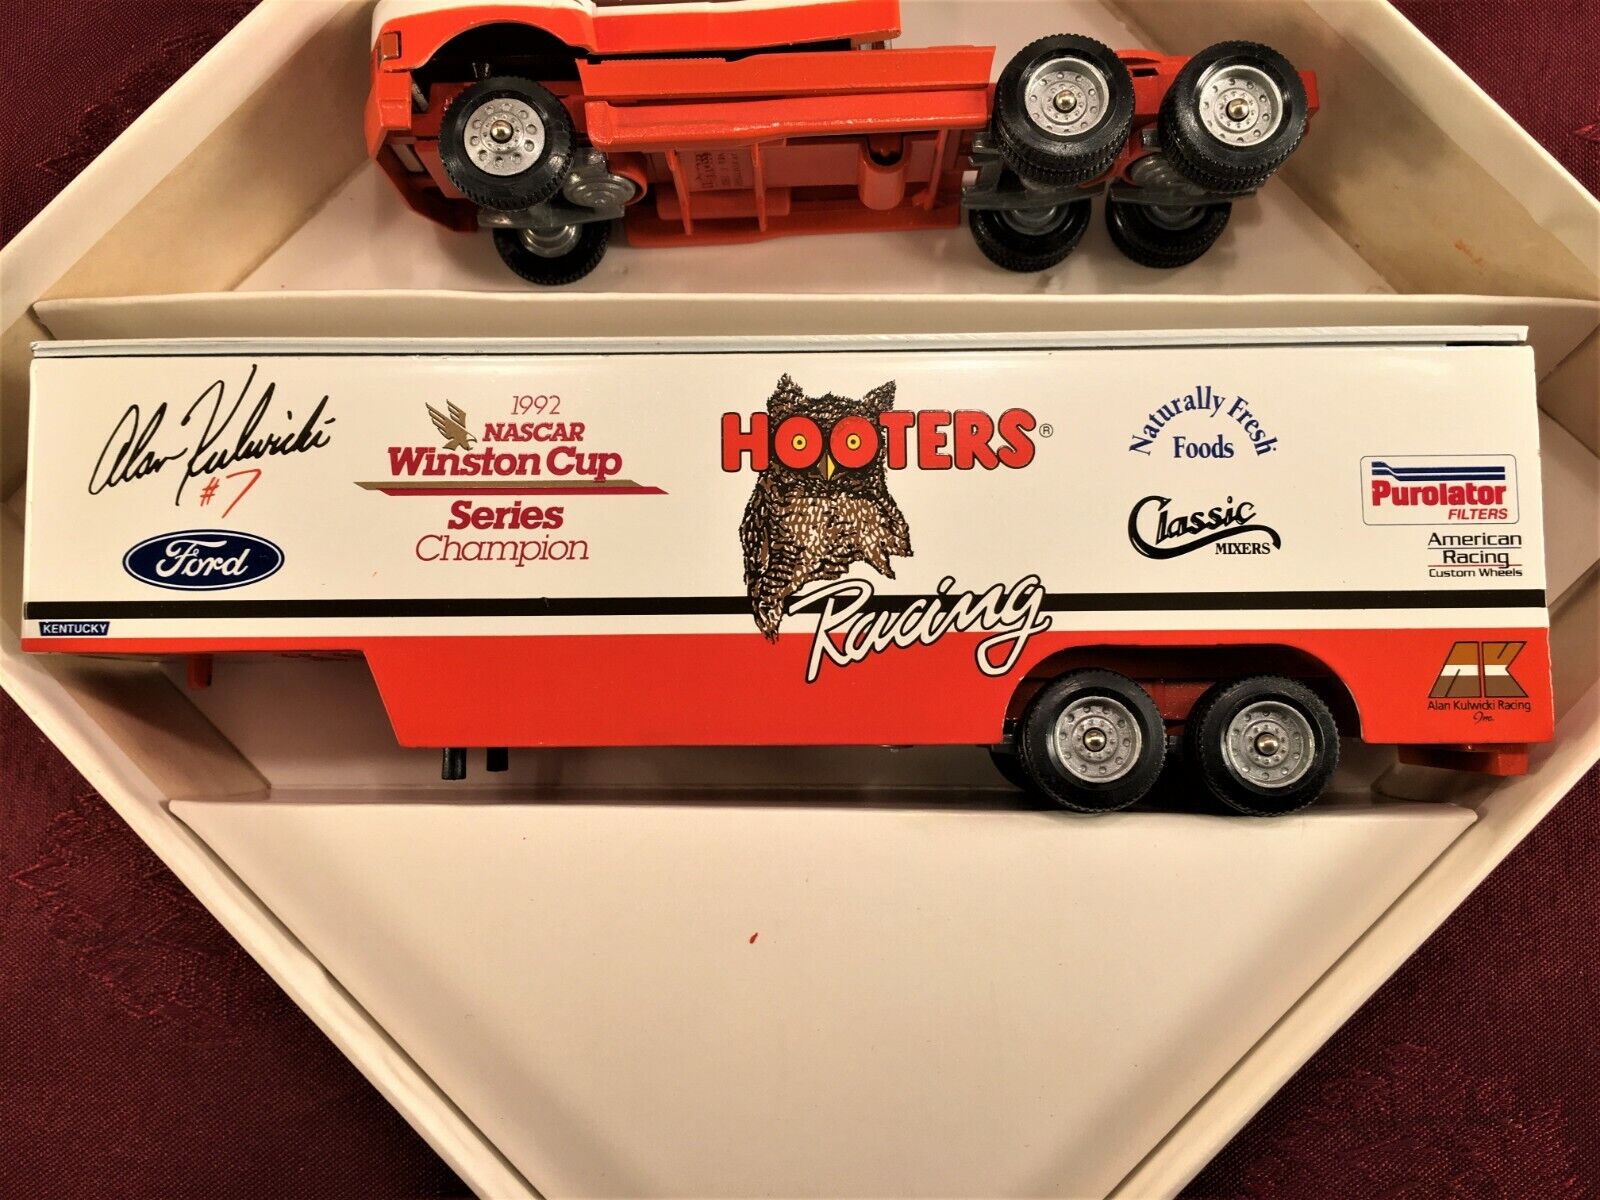 Alan Kulwicki
#7
Ford
KENTUCKY
1992
NASCAR
Winston Cup
Series
Champion
HOOTERS®
Racing
Naturally Fresh
Foods
Classic
MIXERS
Purolator
FILTERS
American
Racing
Custom Wheels
AK
Alan Kulwicki Racing
Inc.